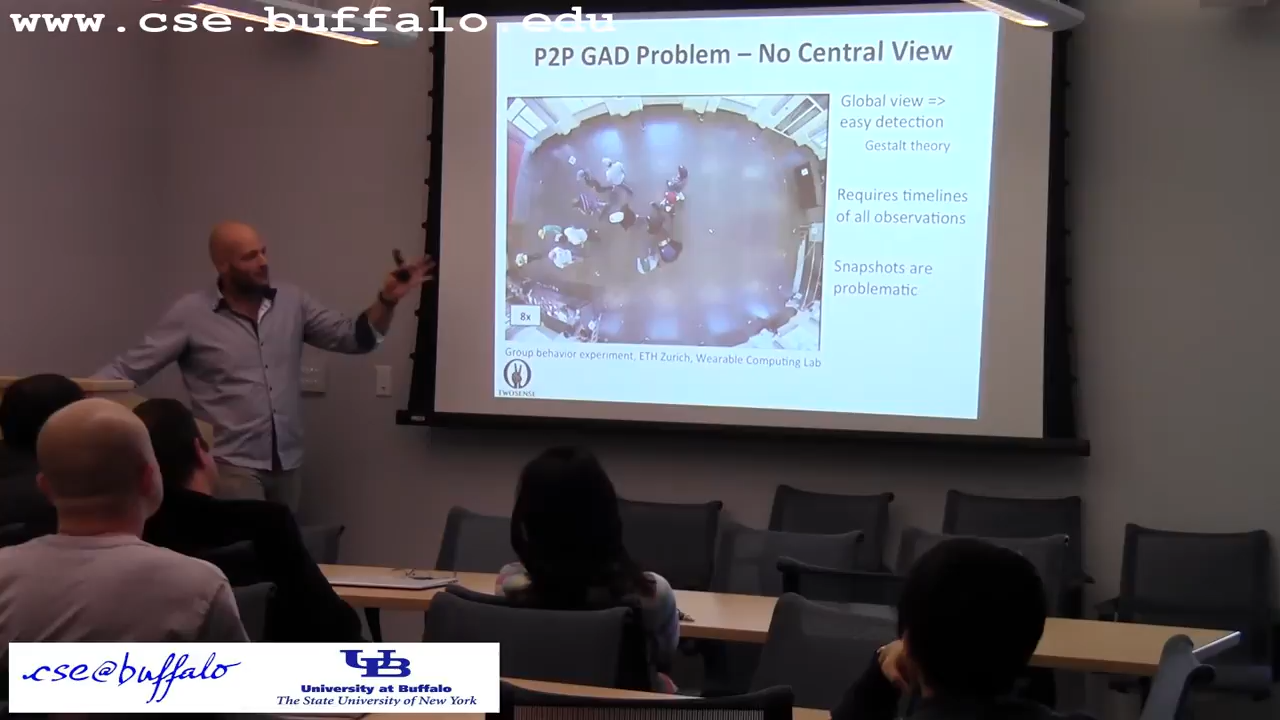 www.cse.buffalo.edu
P2P GAD Problem – No Central View
Global view =>
easy detection
Gestalt theory
Requires timelines
of all observations
Snapshots are
problematic
8x
Group behavior experiment, ETH Zurich, Wearable Computing Lab
TWOSENSE
cse@buffalo
UB
University at Buffalo
The State University of New York